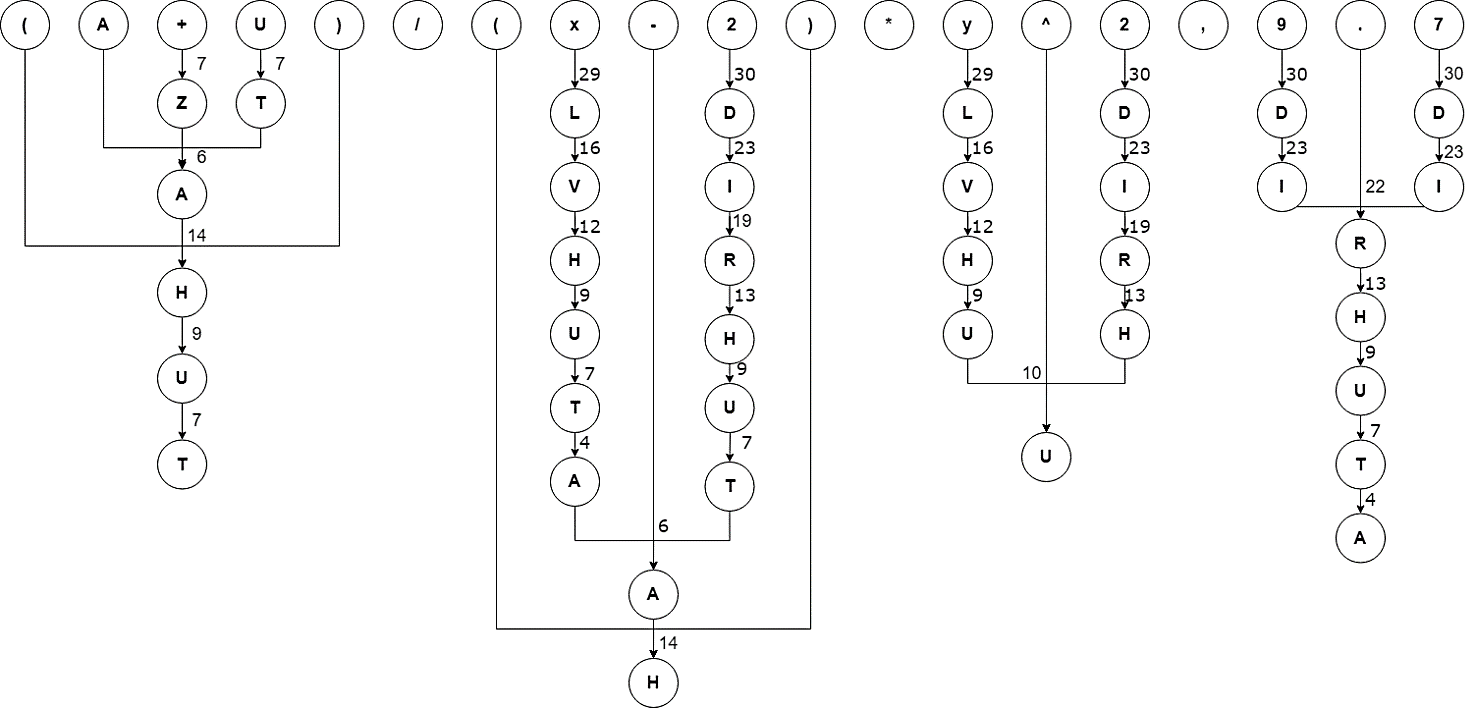 ( A + U ) / ( x - 2 ) * y ^ 2 , 9 . 7
7 7 29 30 29 30 30 30
Z T L D L D D D
6 16 23 16 23 23 23
A V I V I I 22 I
14 12 19 12 19
H R H R R
H 9 13 9 13 13
9 U H U H H
U 7 9 10 9
T U U
7 4 7 7
T A T U T
6 4
A A
14
H